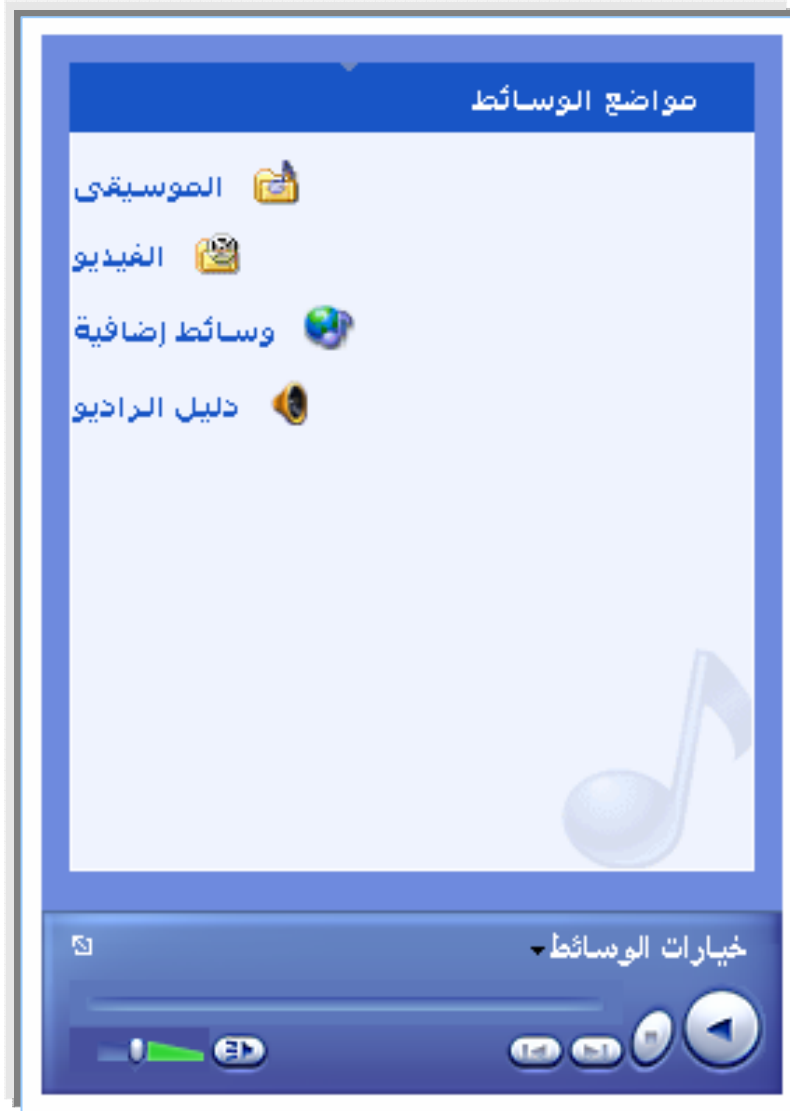 مواضع الوسائط
الموسيقى
الفيديو
وسائط إضافية
دليل الراديو
خيارات الوسائط